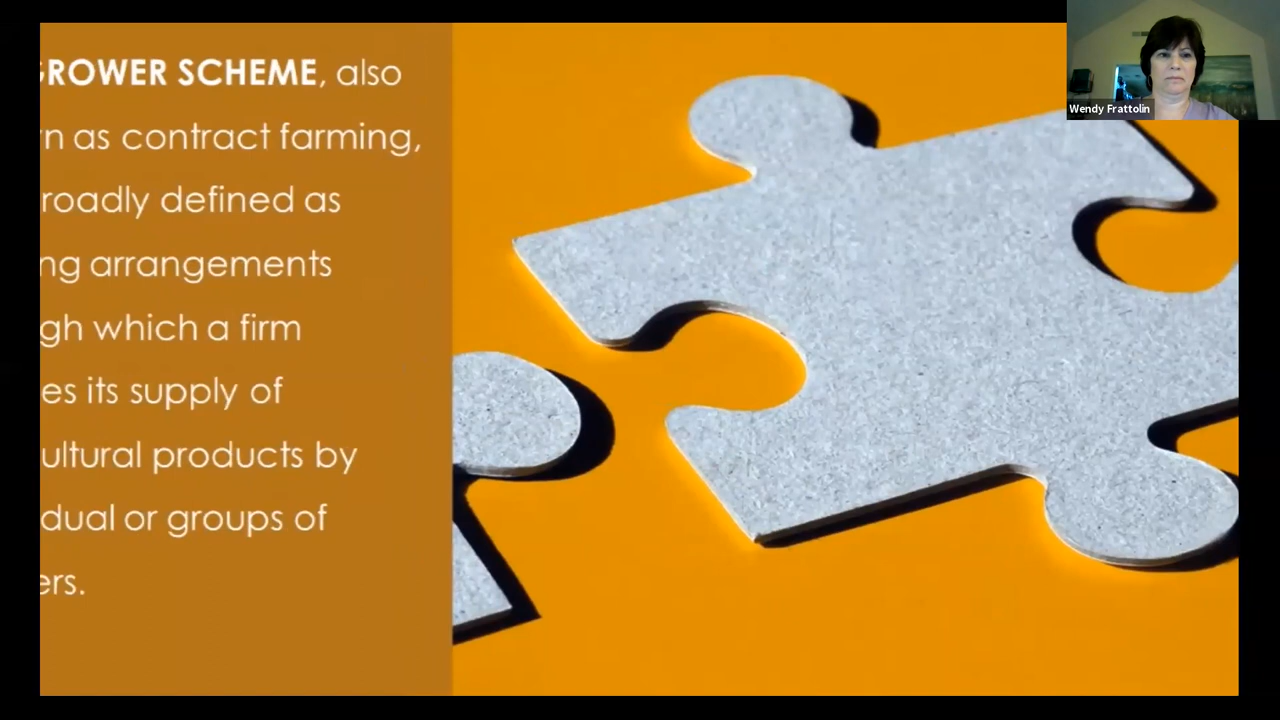 GROWER SCHEME, also
n as contract farming,
roadly defined as
ng arrangements
gh which a firm
es its supply of
ultural products by
dual or groups of
ers.
Wendy Frattolin